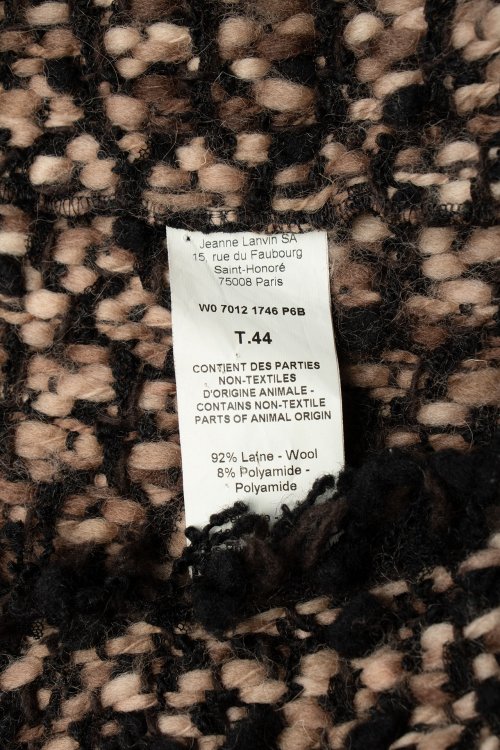 Jeanne Lanvin SA
15, rue du Faubourg
Saint-Honoré
75008 Paris
W0 7012 1746 P6B
T.44
CONTIENT DES PARTIES
NON-TEXTILES
D'ORIGINE ANIMALE -
CONTAINS NON-TEXTILE
PARTS OF ANIMAL ORIGIN
92% Laine - Wool
8% Polyamide -
Polyamide